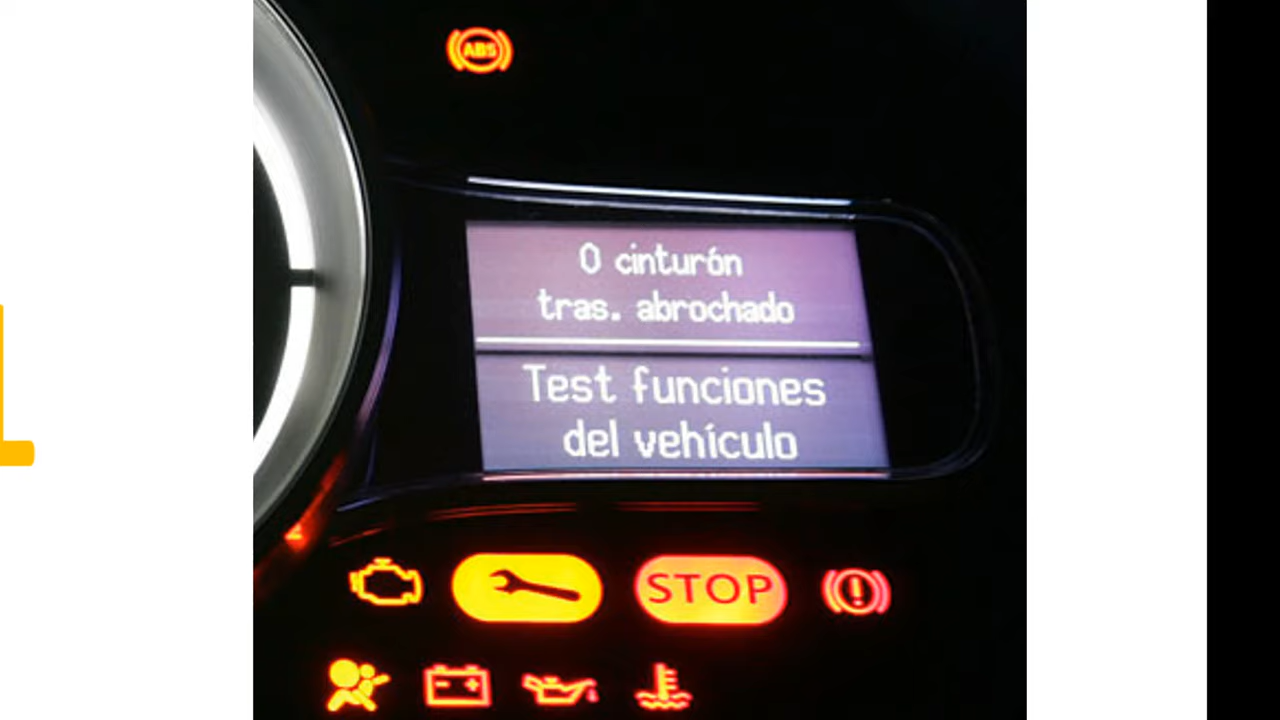 ABS
0 cinturón
tras. abrochado
Test funciones
del vehículo
STOP